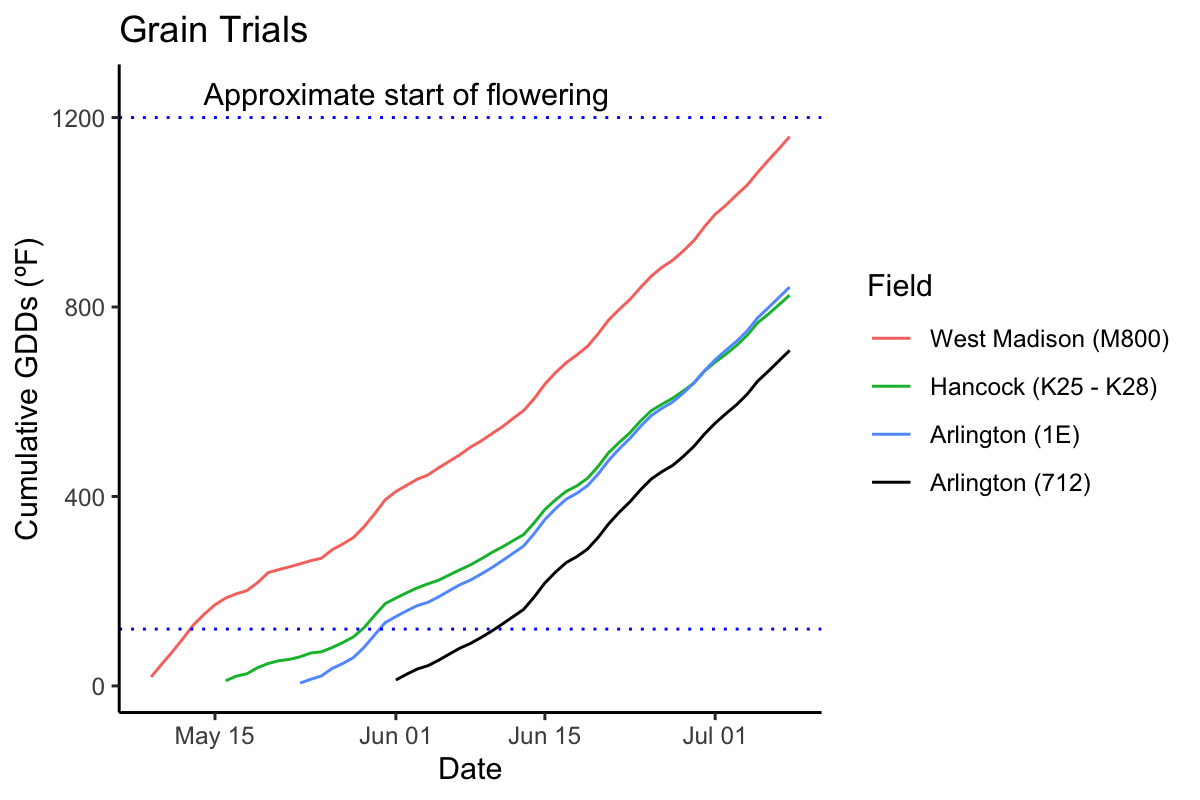 Grain Trials
Approximate start of flowering
1200
800
400
0
Cumulative GDDs (ºF)
May 15
Jun 01
Jun 15
Jul 01
Date
Field
West Madison (M800)
Hancock (K25 - K28)
Arlington (1E)
Arlington (712)